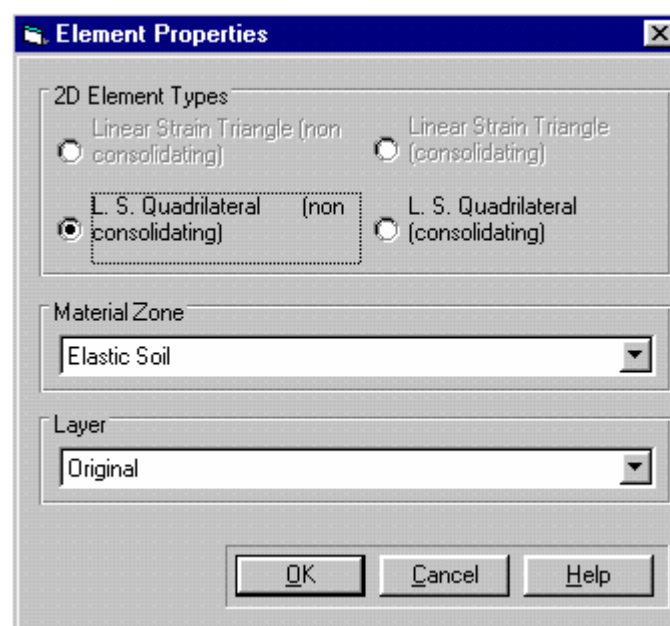 Element Properties
2D Element Types
Linear Strain Triangle (non
consolidating)
Linear Strain Triangle
(consolidating)
L. S. Quadrilateral (non
consolidating)
L. S. Quadrilateral
(consolidating)
Material Zone
Elastic Soil
Layer
Original
OK
Cancel
Help